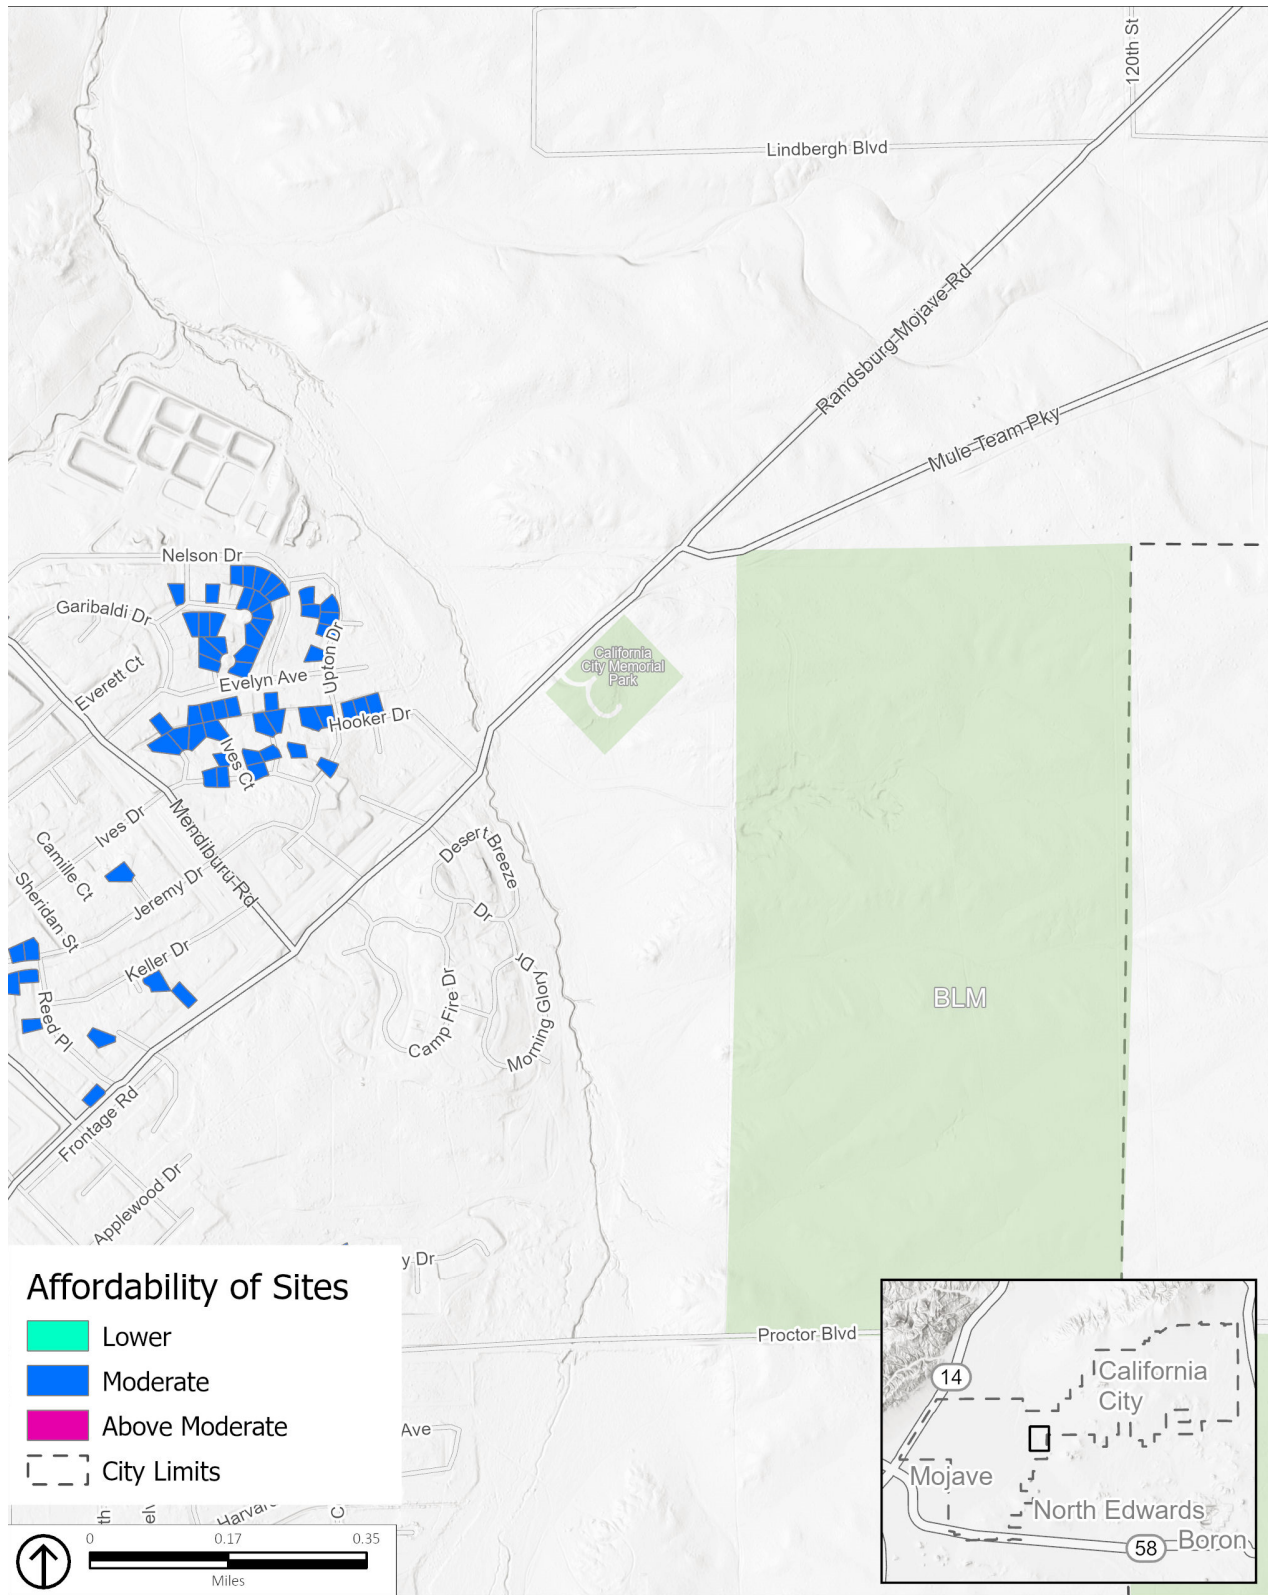 120th St
Lindbergh Blvd
Randsburg-Mojave-Rd
Mule-Team-Pky
Nelson Dr
Garibaldi Dr
California
City Memorial
Park
Everett Ct
Evelyn Ave
Upton Dr
Hooker Dr
Ives Ct
Mendiburu-Rd
Ives Dr
Camille Ct
Desert Breeze
Dr
Jeremy Dr
Sheridan St
Keller Dr
Reed Pl
Camp Fire Dr
Morning Glory Dr
BLM
Frontage Rd
Applewood Dr
y Dr
Proctor Blvd
Ave
th
elv
Harvar
C
Affordability of Sites
Lower
Moderate
Above Moderate
City Limits
0
0.17
0.35
Miles
14
California
City
Mojave
North Edwards
Boron
58